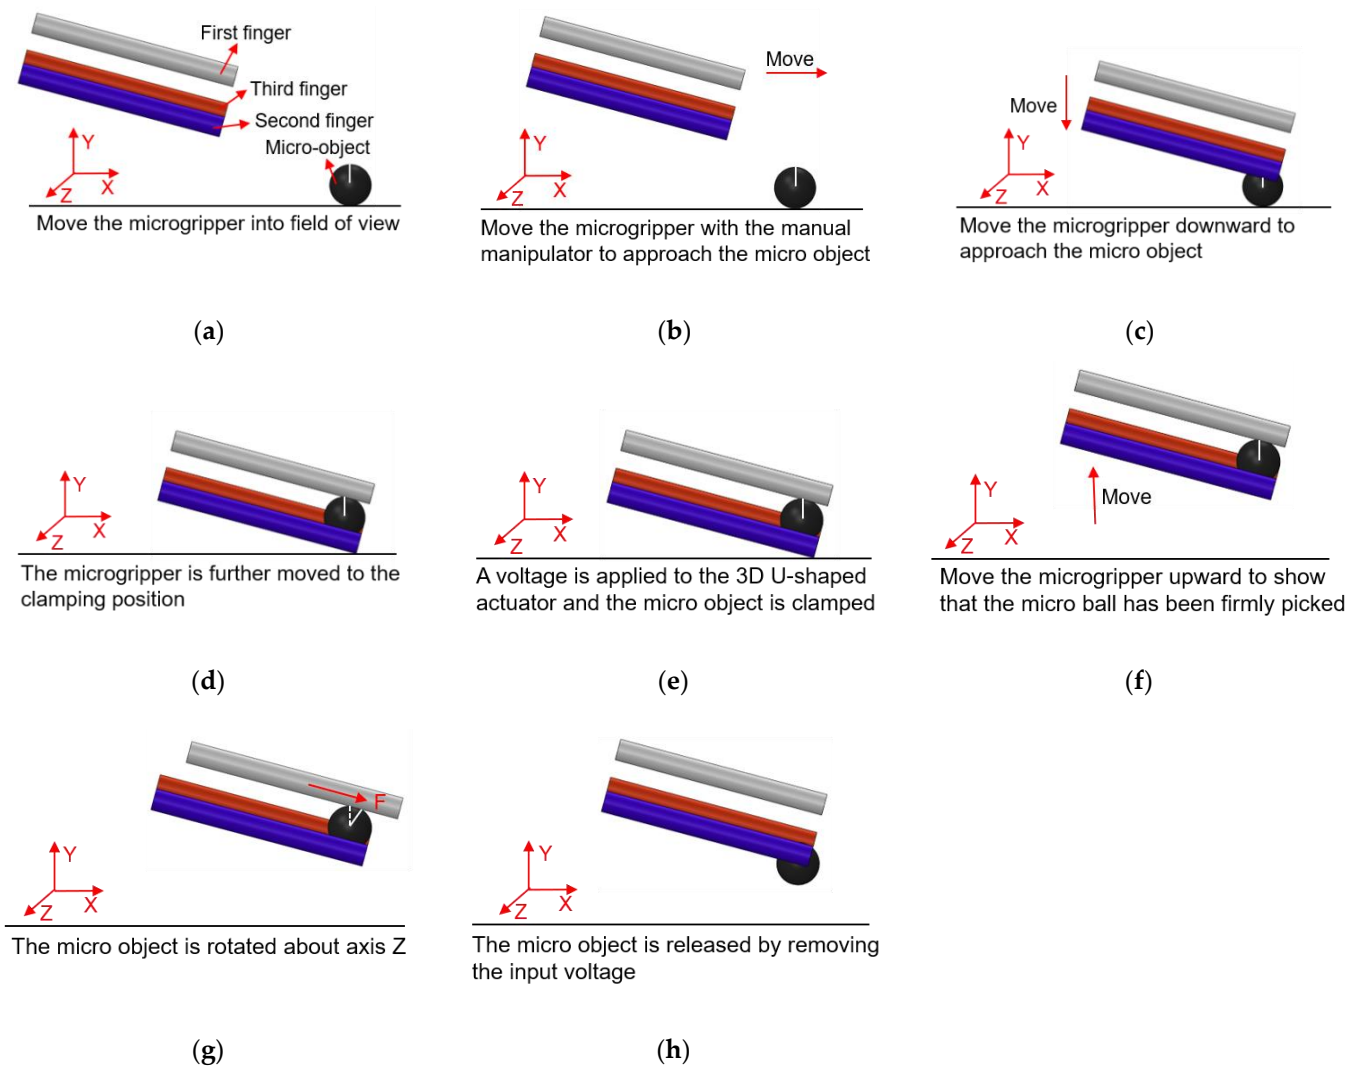 First finger
Third finger
Second finger
Micro-object
Y
X
Z
Move the microgripper into field of view
(a)
Move
Y
X
Z
Move the microgripper with the manual
manipulator to approach the micro object
(b)
Move
Y
X
Z
Move the microgripper downward to
approach the micro object
(c)
Y
X
Z
The microgripper is further moved to the
clamping position
(d)
Y
X
Z
A voltage is applied to the 3D U-shaped
actuator and the micro object is clamped
(e)
Move
Y
X
Z
Move the microgripper upward to show
that the micro ball has been firmly picked
(f)
F
Y
X
Z
The micro object is rotated about axis Z
(g)
Y
X
Z
The micro object is released by removing
the input voltage
(h)